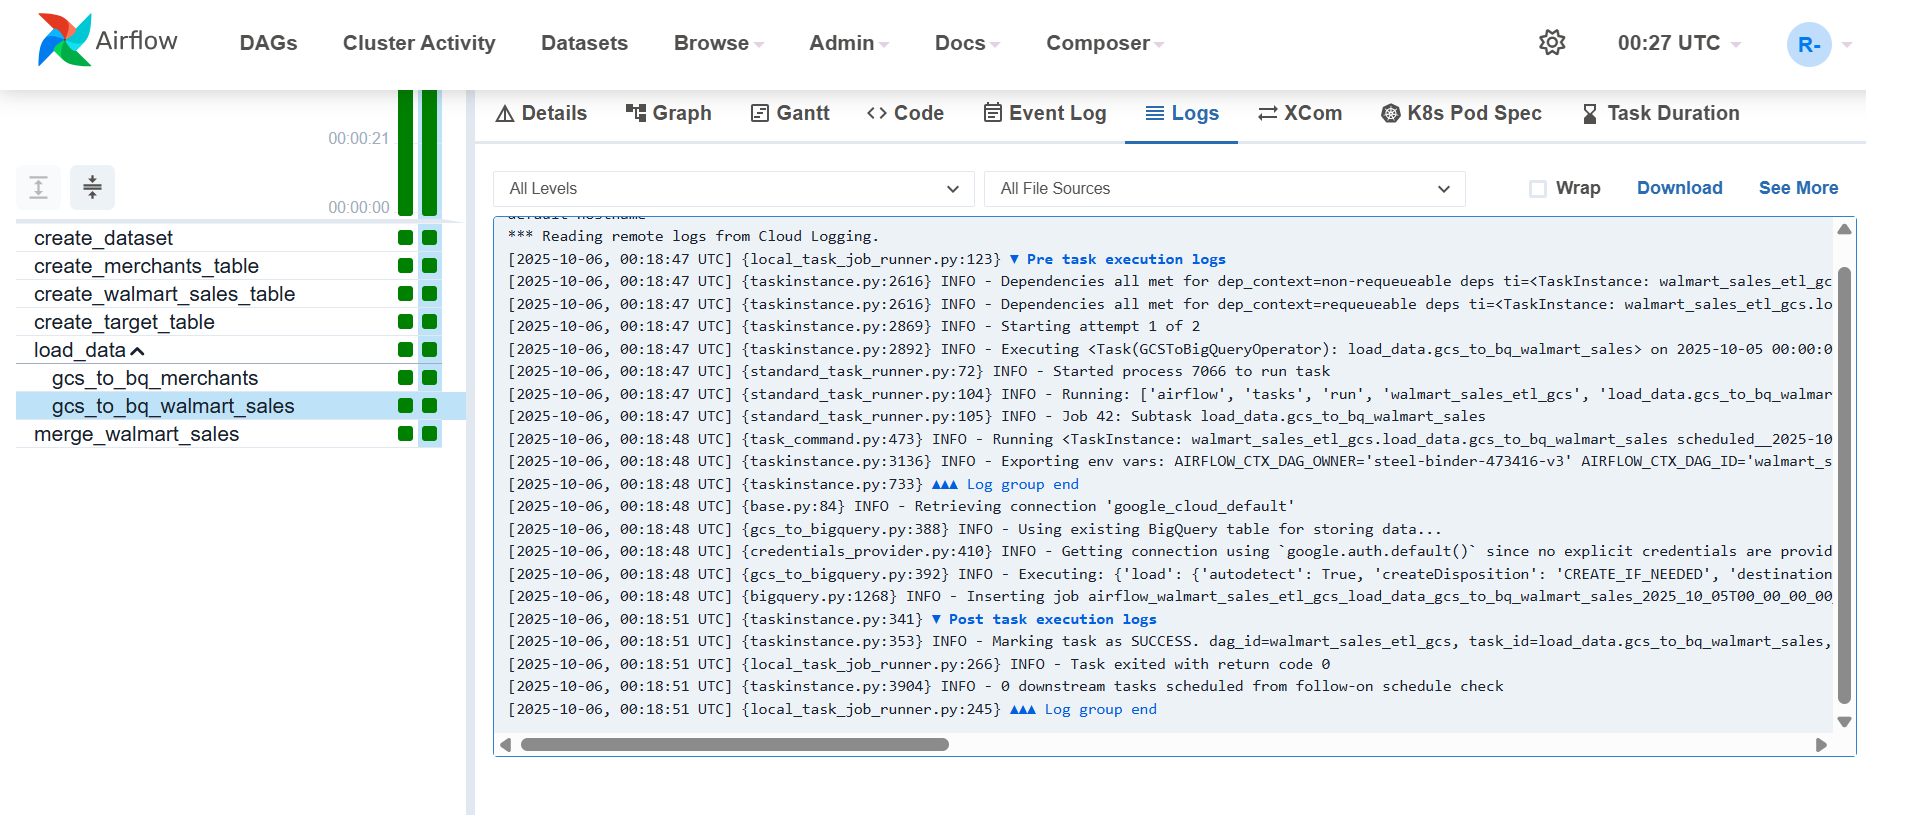 Airflow
DAGs Cluster Activity Datasets Browse Admin Docs Composer 00:27 UTC R-
00:00:21
00:00:00
create_dataset
create_merchants_table
create_walmart_sales_table
create_target_table
load_data
gcs_to_bq_merchants
gcs_to_bq_walmart_sales
merge_walmart_sales
Details Graph Gantt Code Event Log Logs XCom K8s Pod Spec Task Duration
All Levels All File Sources Wrap Download See More
default hostname
*** Reading remote logs from Cloud Logging.
[2025-10-06, 00:18:47 UTC] {local_task_job_runner.py:123} ▼ Pre task execution logs
[2025-10-06, 00:18:47 UTC] {taskinstance.py:2616} INFO - Dependencies all met for dep_context=non-requeueable deps ti=<TaskInstance: walmart_sales_etl_gc
[2025-10-06, 00:18:47 UTC] {taskinstance.py:2616} INFO - Dependencies all met for dep_context=requeueable deps ti=<TaskInstance: walmart_sales_etl_gcs.lo
[2025-10-06, 00:18:47 UTC] {taskinstance.py:2869} INFO - Starting attempt 1 of 2
[2025-10-06, 00:18:47 UTC] {taskinstance.py:2892} INFO - Executing <Task(GCSToBigQueryOperator): load_data.gcs_to_bq_walmart_sales> on 2025-10-05 00:00:0
[2025-10-06, 00:18:47 UTC] {standard_task_runner.py:72} INFO - Started process 7066 to run task
[2025-10-06, 00:18:47 UTC] {standard_task_runner.py:104} INFO - Running: ['airflow', 'tasks', 'run', 'walmart_sales_etl_gcs', 'load_data.gcs_to_bq_walmar
[2025-10-06, 00:18:47 UTC] {standard_task_runner.py:105} INFO - Job 42: Subtask load_data.gcs_to_bq_walmart_sales
[2025-10-06, 00:18:48 UTC] {task_command.py:473} INFO - Running <TaskInstance: walmart_sales_etl_gcs.load_data.gcs_to_bq_walmart_sales scheduled__2025-10
[2025-10-06, 00:18:48 UTC] {taskinstance.py:3136} INFO - Exporting env vars: AIRFLOW_CTX_DAG_OWNER='steel-binder-473416-v3' AIRFLOW_CTX_DAG_ID='walmart_s
[2025-10-06, 00:18:48 UTC] {taskinstance.py:733} ▲▲▲ Log group end
[2025-10-06, 00:18:48 UTC] {base.py:84} INFO - Retrieving connection 'google_cloud_default'
[2025-10-06, 00:18:48 UTC] {gcs_to_bigquery.py:388} INFO - Using existing BigQuery table for storing data...
[2025-10-06, 00:18:48 UTC] {credentials_provider.py:410} INFO - Getting connection using `google.auth.default()` since no explicit credentials are provid
[2025-10-06, 00:18:48 UTC] {gcs_to_bigquery.py:392} INFO - Executing: {'load': {'autodetect': True, 'createDisposition': 'CREATE_IF_NEEDED', 'destination
[2025-10-06, 00:18:48 UTC] {bigquery.py:1268} INFO - Inserting job airflow_walmart_sales_etl_gcs_load_data_gcs_to_bq_walmart_sales_2025_10_05T00_00_00_00_
[2025-10-06, 00:18:51 UTC] {taskinstance.py:341} ▼ Post task execution logs
[2025-10-06, 00:18:51 UTC] {taskinstance.py:353} INFO - Marking task as SUCCESS. dag_id=walmart_sales_etl_gcs, task_id=load_data.gcs_to_bq_walmart_sales,
[2025-10-06, 00:18:51 UTC] {local_task_job_runner.py:266} INFO - Task exited with return code 0
[2025-10-06, 00:18:51 UTC] {taskinstance.py:3904} INFO - 0 downstream tasks scheduled from follow-on schedule check
[2025-10-06, 00:18:51 UTC] {local_task_job_runner.py:245} ▲▲▲ Log group end